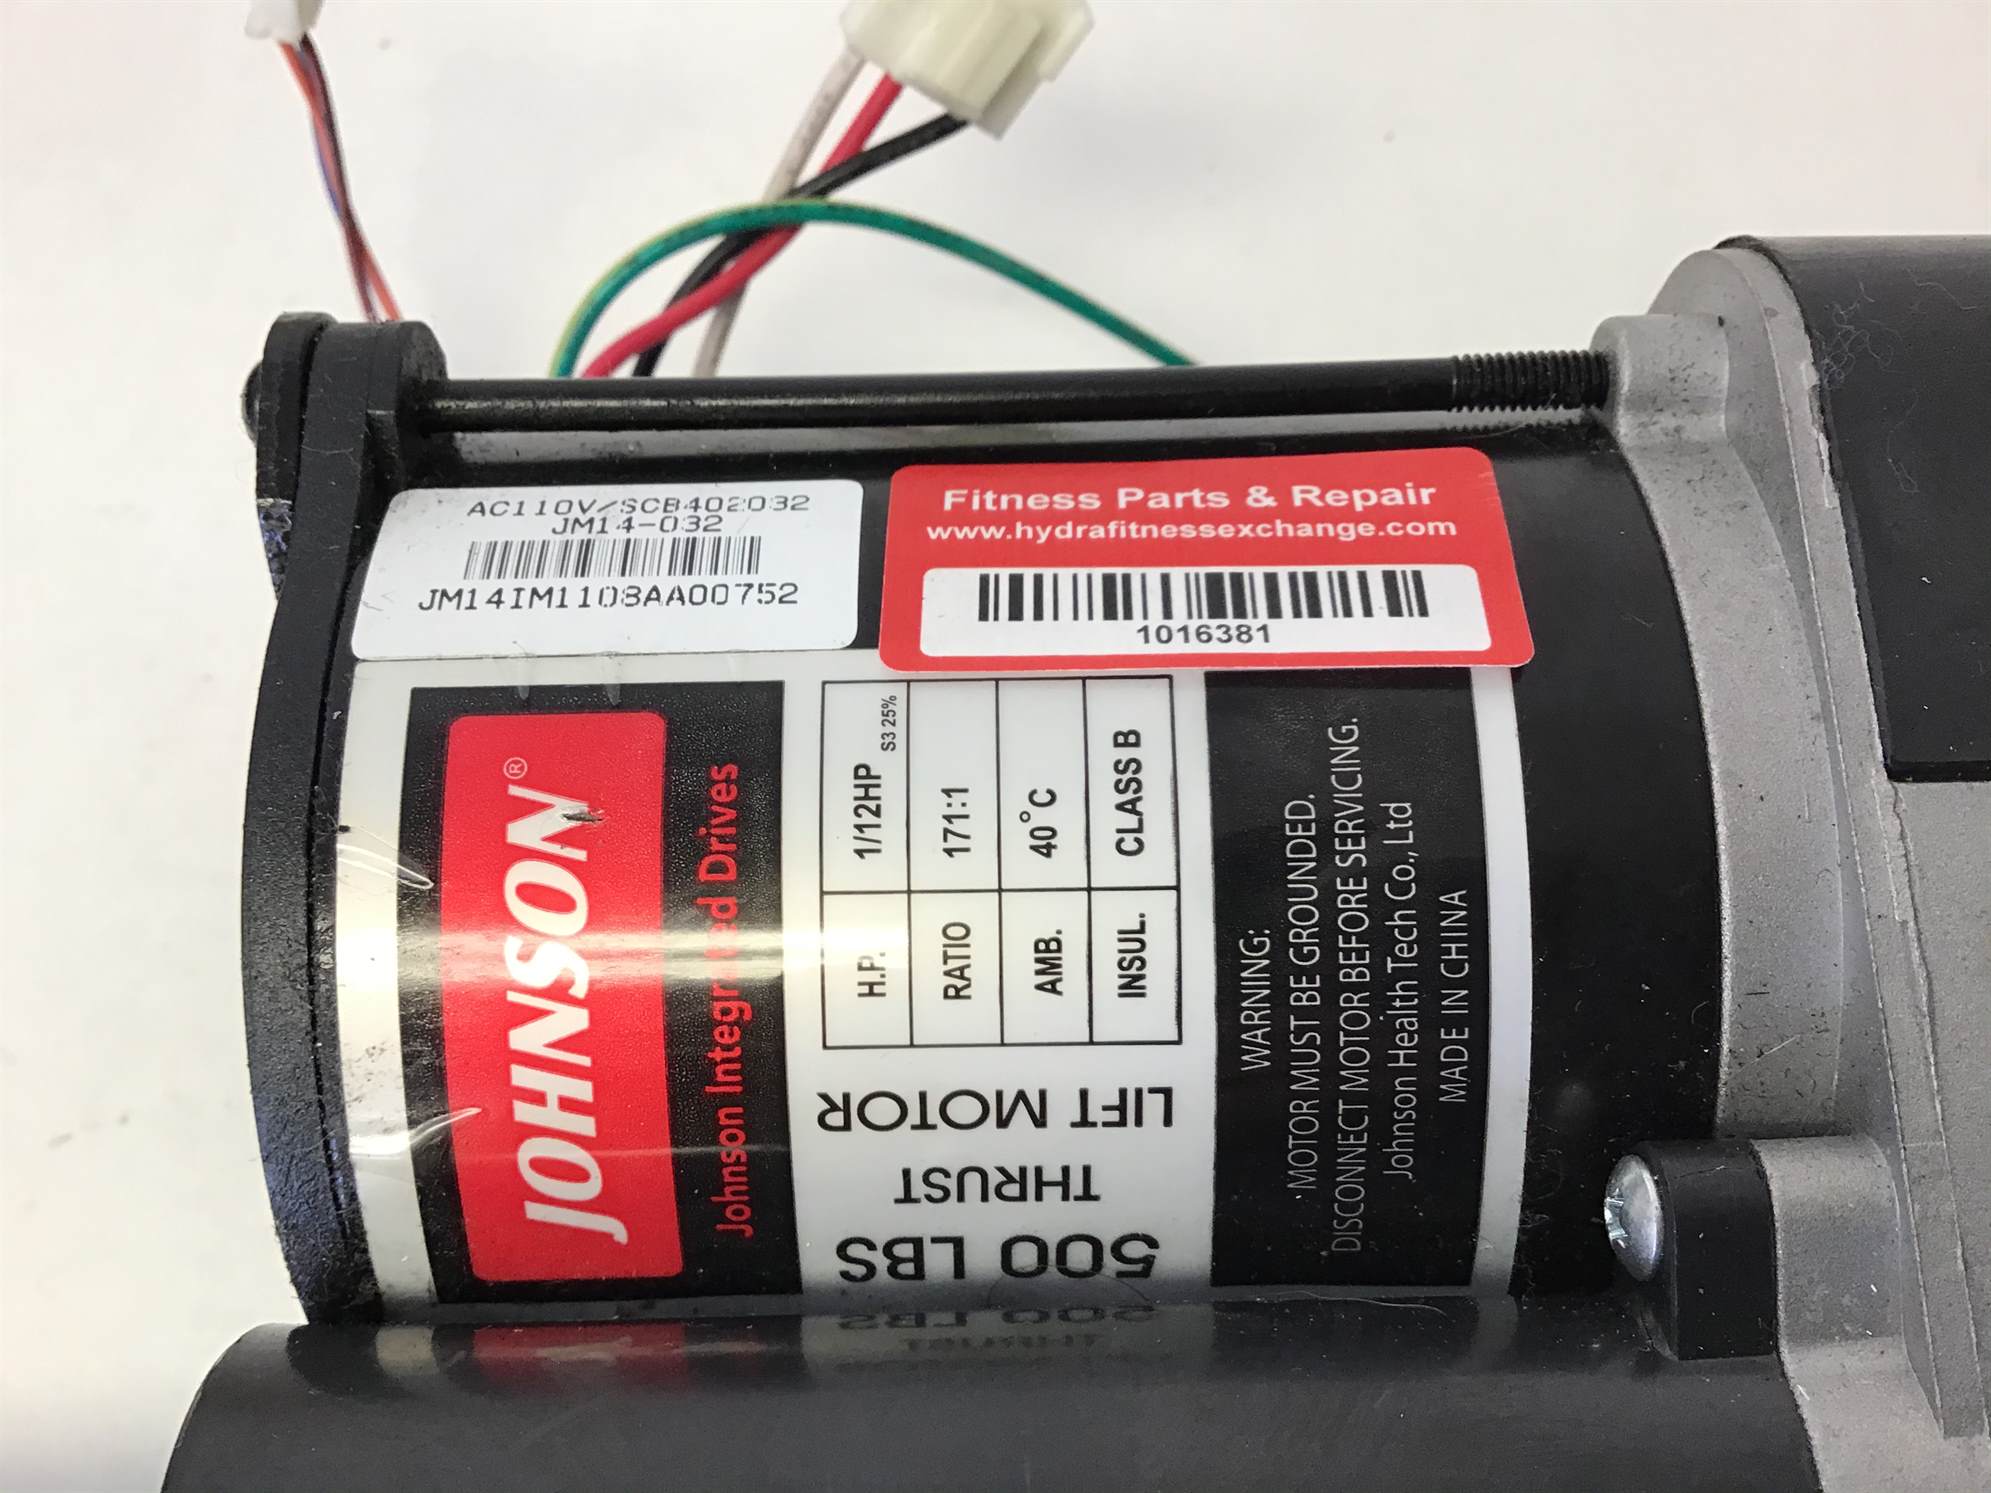 AC110V/SCB402032
JM14-032
JM14IM1108AA00752
Fitness Parts & Repair
www.hydrafitnessexchange.com
1016381
JOHNSON®
Johnson Integrated Drives
H.P. 1/12HP S3 25%
RATIO 171:1
AMB. 40°C
INSUL. CLASS B
500 LBS
THRUST
LIFT MOTOR
WARNING:
MOTOR MUST BE GROUNDED.
DISCONNECT MOTOR BEFORE SERVICING.
Johnson Health Tech Co., Ltd
MADE IN CHINA